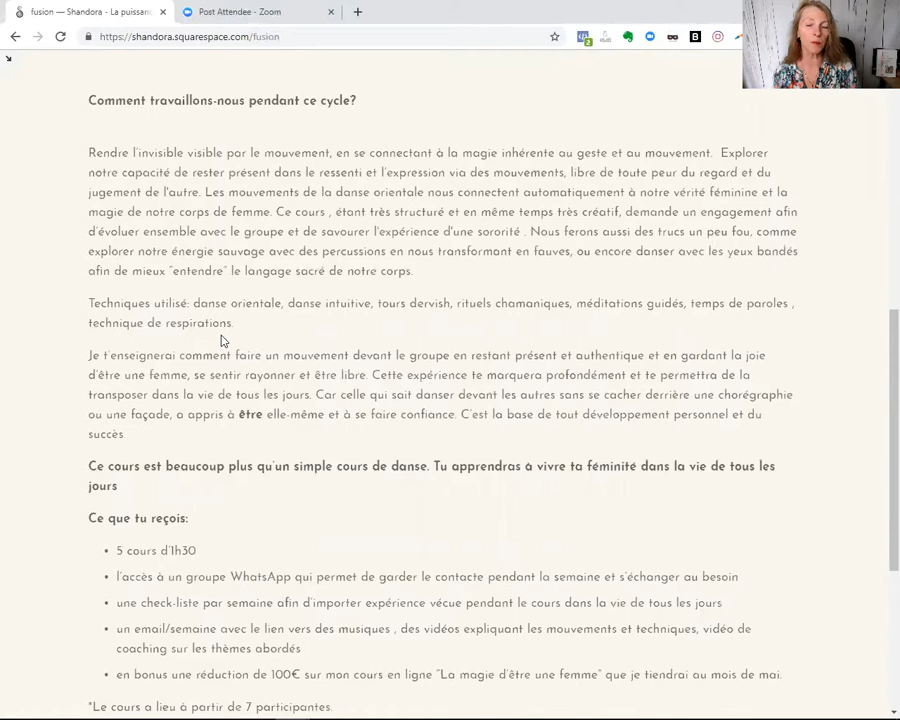 fusion — Shandora - La puissanc
Post Attendee - Zoom
https://shandora.squarespace.com/fusion
Comment travaillons-nous pendant ce cycle?
Rendre l’invisible visible par le mouvement, en se connectant à la magie inhérente au geste et au mouvement. Explorer
notre capacité de rester présent dans le ressenti et l’expression via des mouvements, libre de toute peur du regard et du
jugement de l'autre. Les mouvements de la danse orientale nous connectent automatiquement à notre vérité féminine et la
magie de notre corps de femme. Ce cours , étant très structuré et en même temps très créatif, demande un engagement afin
d’évoluer ensemble avec le groupe et de savourer l'expérience d'une sororité . Nous ferons aussi des trucs un peu fou, comme
explorer notre énergie sauvage avec des percussions en nous transformant en fauves, ou encore danser avec les yeux bandés
afin de mieux “entendre” le langage sacré de notre corps.
Techniques utilisé: danse orientale, danse intuitive, tours dervish, rituels chamaniques, méditations guidés, temps de paroles ,
technique de respirations.
Je t’enseignerai comment faire un mouvement devant le groupe en restant présent et authentique et en gardant la joie
d’être une femme, se sentir rayonner et être libre. Cette expérience te marquera profondément et te permettra de la
transposer dans la vie de tous les jours. Car celle qui sait danser devant les autres sans se cacher derrière une chorégraphie
ou une façade, a appris à être elle-même et à se faire confiance. C’est la base de tout développement personnel et du
succès
Ce cours est beaucoup plus qu’un simple cours de danse. Tu apprendras à vivre ta féminité dans la vie de tous les
jours
Ce que tu reçois:
• 5 cours d’1h30
• l’accès à un groupe WhatsApp qui permet de garder le contacte pendant la semaine et s’échanger au besoin
• une check-liste par semaine afin d’importer expérience vécue pendant le cours dans la vie de tous les jours
• un email/semaine avec le lien vers des musiques , des vidéos expliquant les mouvements et techniques, vidéo de
coaching sur les thèmes abordés
• en bonus une réduction de 100€ sur mon cours en ligne “La magie d’être une femme” que je tiendrai au mois de mai.
*Le cours a lieu à partir de 7 participantes.